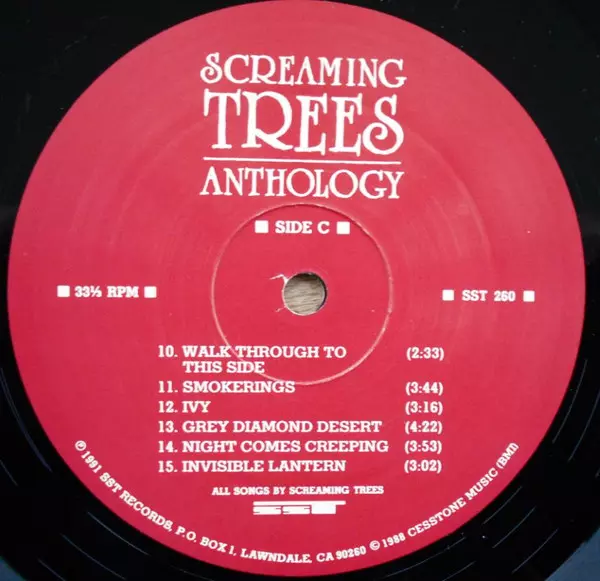 SCREAMING
TREES
ANTHOLOGY
■ SIDE C ■
■ 33⅓ RPM ■
■ SST 260 ■
10. WALK THROUGH TO THIS SIDE (2:33)
11. SMOKERINGS (3:44)
12. IVY (3:16)
13. GREY DIAMOND DESERT (4:22)
14. NIGHT COMES CREEPING (3:53)
15. INVISIBLE LANTERN (3:02)
ALL SONGS BY SCREAMING TREES
SST
℗ 1991 SST RECORDS, P.O. BOX 1, LAWNDALE, CA 90260 © 1988 CESSTONE MUSIC (BMI)